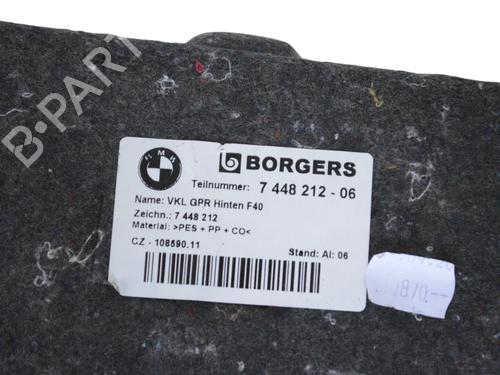 B-PARTS
BMW
BORGERS
Teilnummer: 7 448 212 - 06
Name: VKL GPR Hinten F40
Zeichn.: 7 448 212
Material: >PES + PP + CO<
CZ - 108590.11
Stand: AI: 06